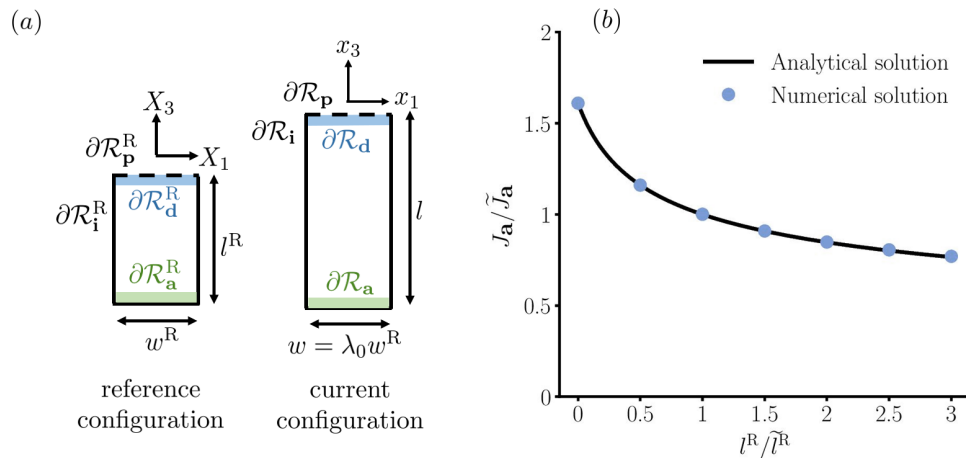 (a)
X₃
X₁
∂ℛₚᴿ
∂ℛᵢᴿ
∂ℛ_dᴿ
∂ℛₐᴿ
lᴿ
wᴿ
reference
configuration
x₃
x₁
∂ℛₚ
∂ℛᵢ
∂ℛ_d
∂ℛₐ
l
w = λ₀wᴿ
current
configuration
(b)
Analytical solution
Numerical solution
Jₐ/J̃ₐ
2
1.5
1
0.5
0
0 0.5 1 1.5 2 2.5 3
lᴿ/l̃ᴿ